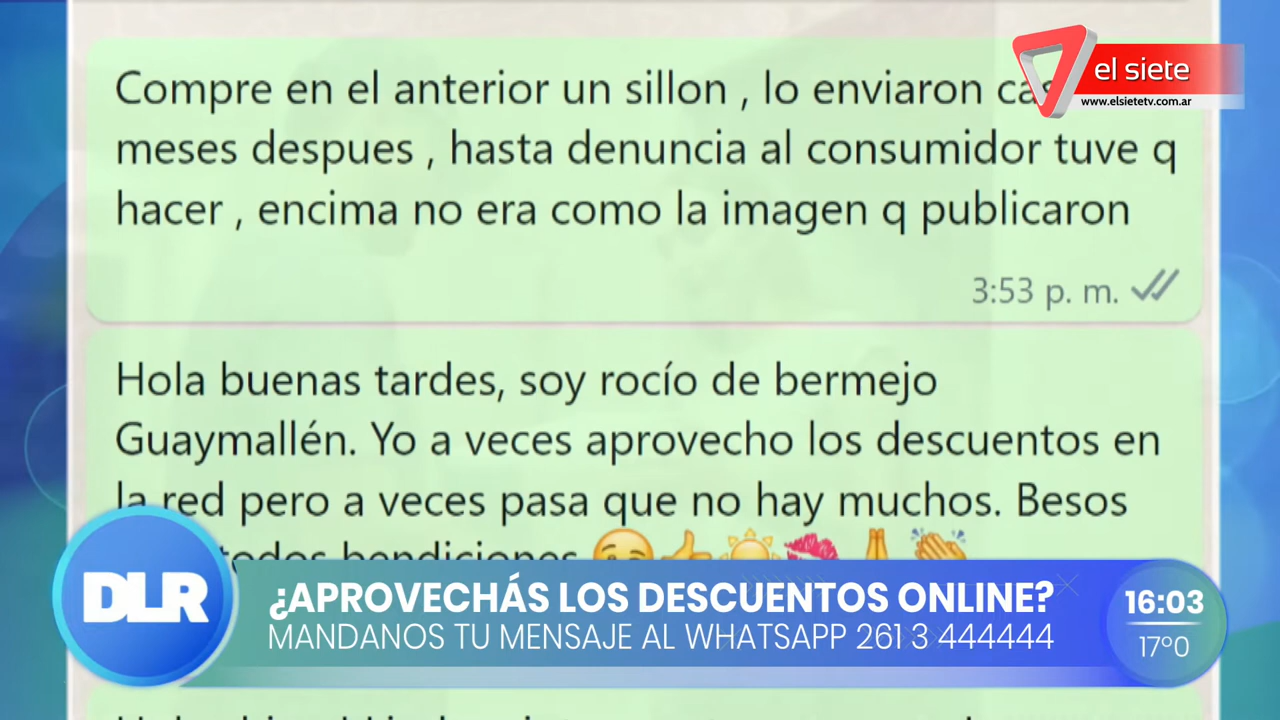 Compre en el anterior un sillon , lo enviaron
meses despues , hasta denuncia al consumidor tuve q
hacer , encima no era como la imagen q publicaron
3:53 p. m.
Hola buenas tardes, soy rocío de bermejo
Guaymallén. Yo a veces aprovecho los descuentos en
la red pero a veces pasa que no hay muchos. Besos
todos bendiciones
el siete
www.elsietetv.com.ar
DLR
¿APROVECHÁS LOS DESCUENTOS ONLINE?
MANDANOS TU MENSAJE AL WHATSAPP 261 3 444444
16:03
17º0